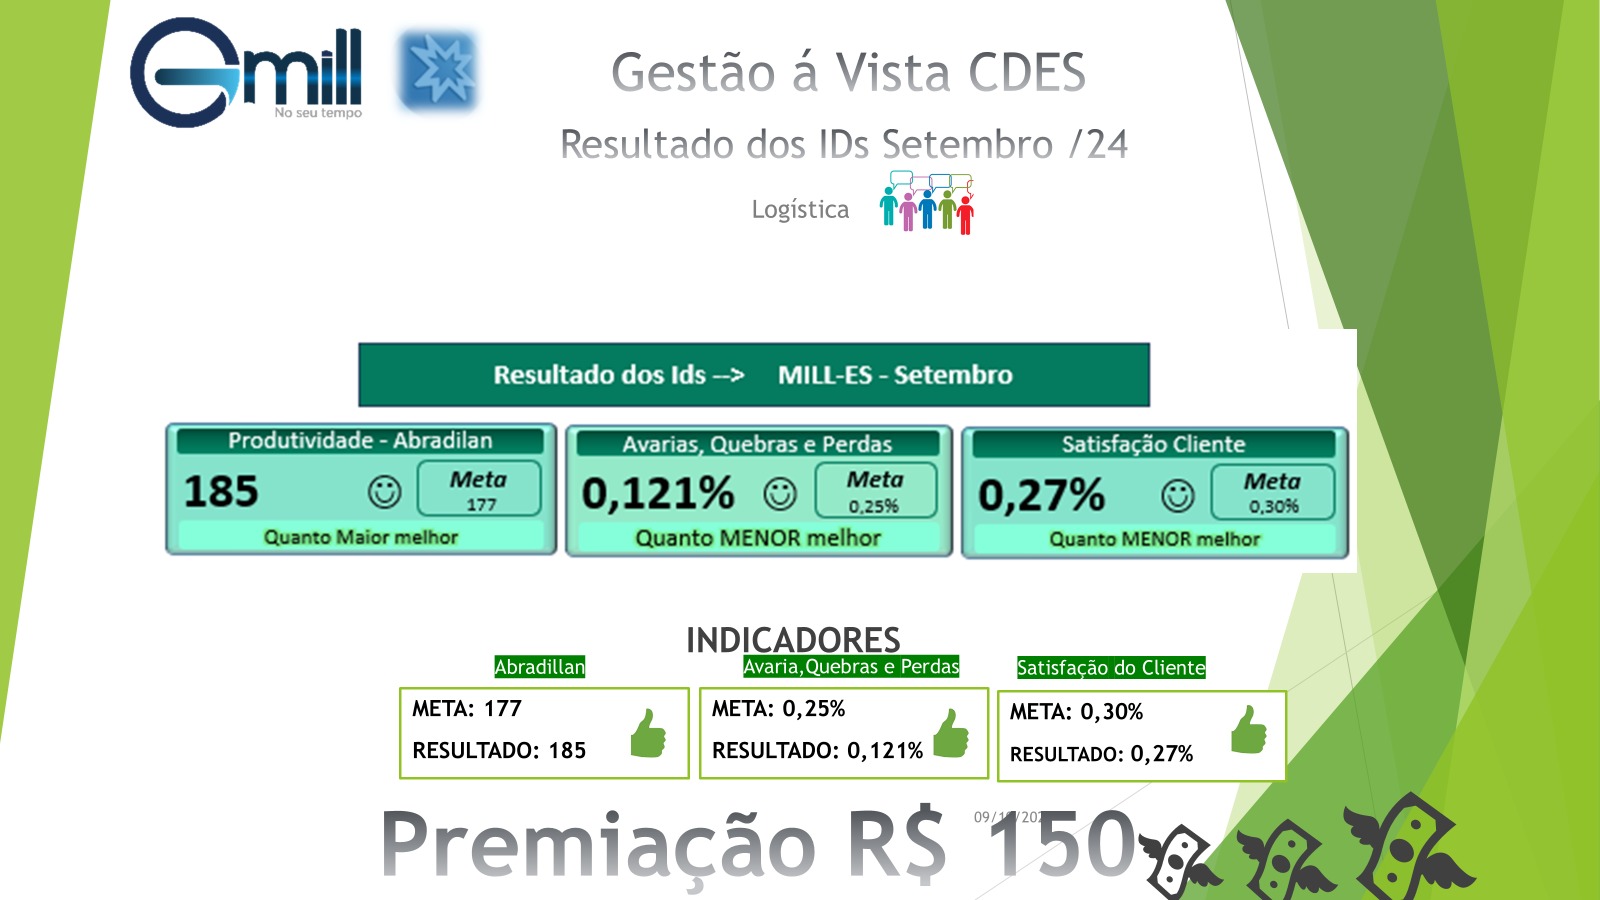 Gmill
No seu tempo
Gestão á Vista CDES
Resultado dos IDs Setembro /24
Logística
Resultado dos Ids --> MILL-ES - Setembro
Produtividade - Abradilan
185
Meta
177
Quanto Maior melhor
Avarias, Quebras e Perdas
0,121%
Meta
0,25%
Quanto MENOR melhor
Satisfação Cliente
0,27%
Meta
0,30%
Quanto MENOR melhor
INDICADORES
Abradillan
META: 177
RESULTADO: 185
Avaria,Quebras e Perdas
META: 0,25%
RESULTADO: 0,121%
Satisfação do Cliente
META: 0,30%
RESULTADO: 0,27%
Premiação R$ 150